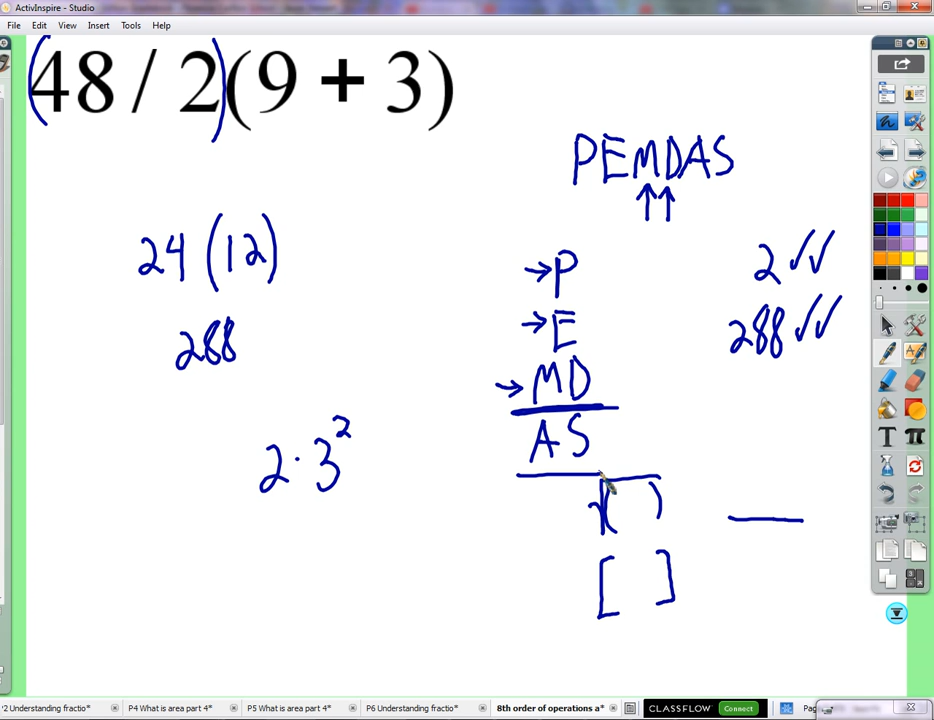 ActivInspire - Studio
File Edit View Insert Tools Help
(48 / 2)(9 + 3)
PEMDAS
24 (12)
288
2 · 3²
P
E
MD
AS
( )
[ ]
2 ✓✓
288 ✓✓
'2 Understanding fractio* P4 What is area part 4* P5 What is area part 4* P6 Understanding fractio* 8th order of operations a* CLASSFLOW Connect Pag